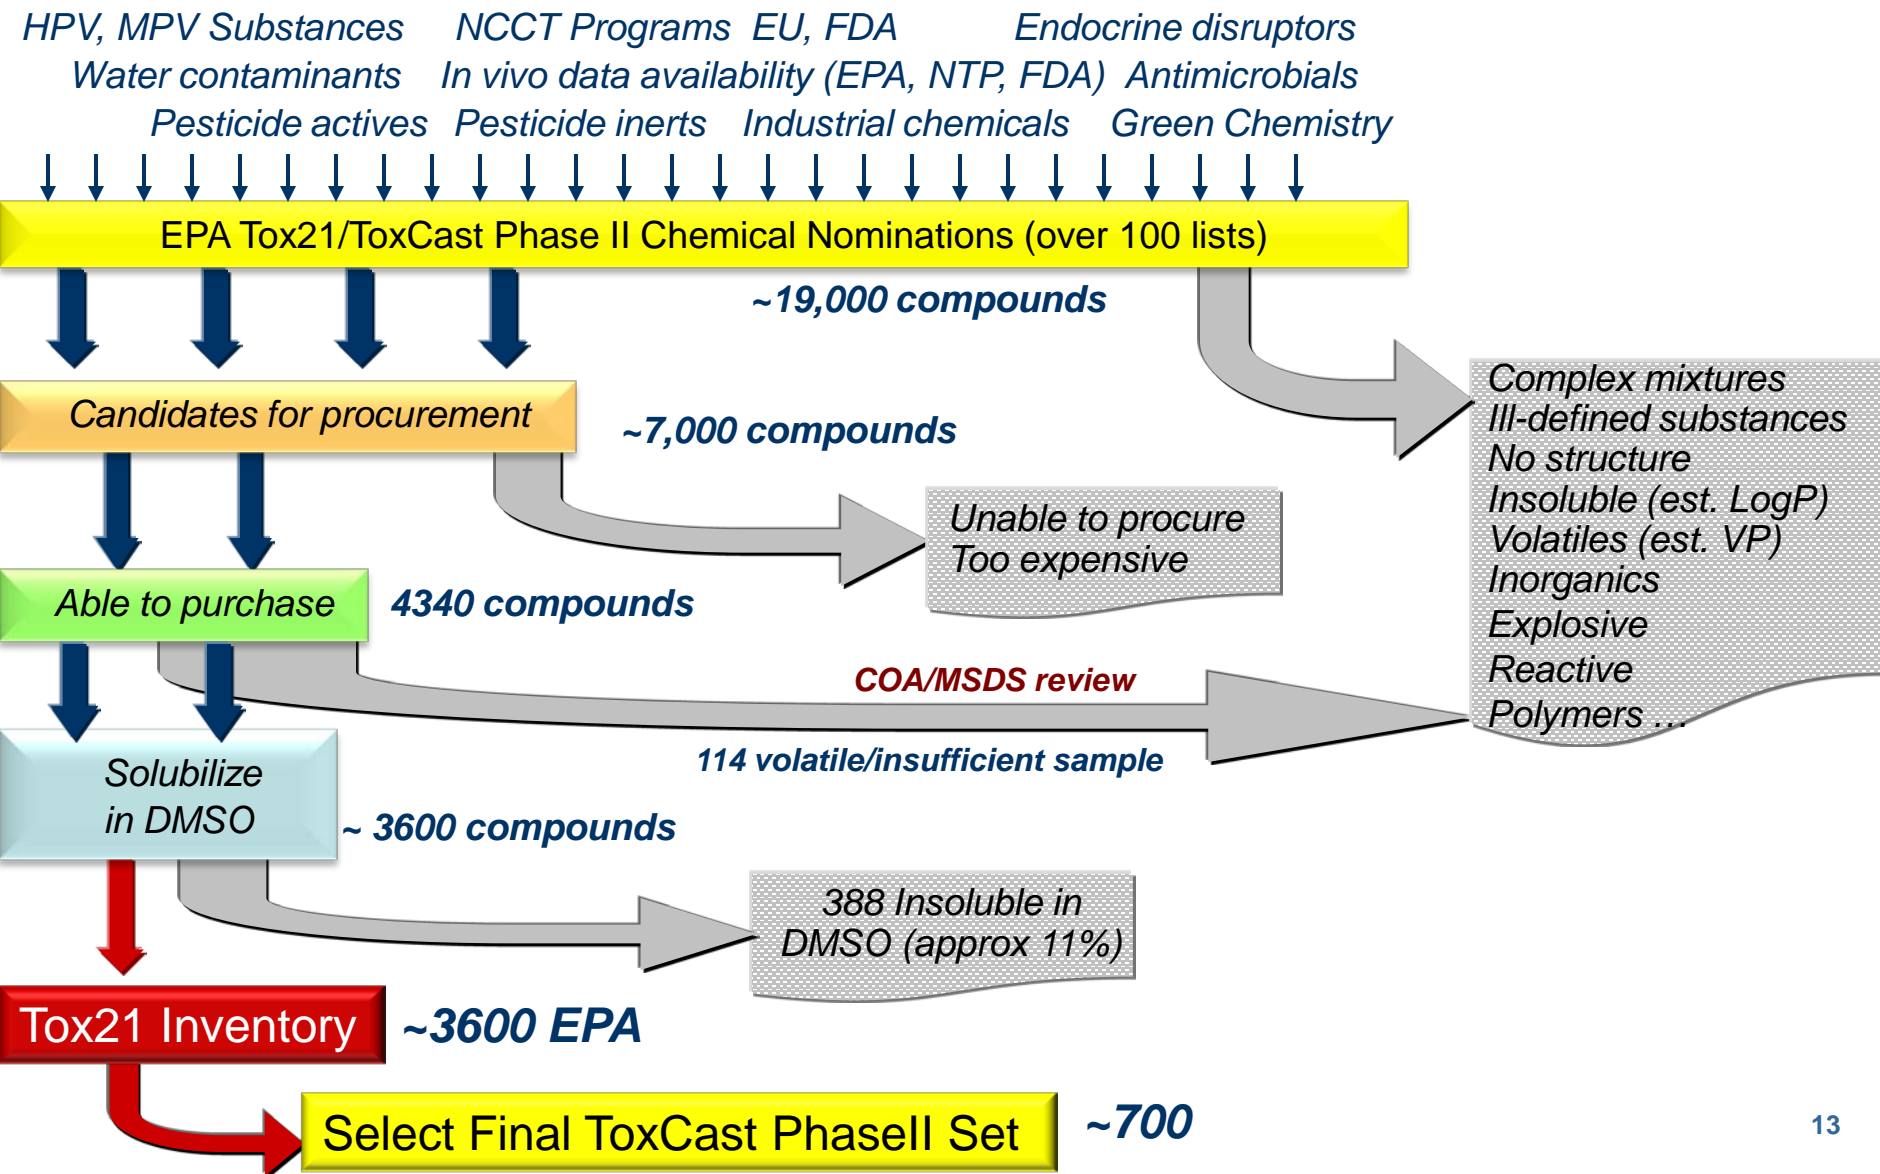 HPV, MPV Substances NCCT Programs EU, FDA Endocrine disruptors
Water contaminants In vivo data availability (EPA, NTP, FDA) Antimicrobials
Pesticide actives Pesticide inerts Industrial chemicals Green Chemistry
EPA Tox21/ToxCast Phase II Chemical Nominations (over 100 lists)
~19,000 compounds
Candidates for procurement
~7,000 compounds
Complex mixtures
Ill-defined substances
No structure
Insoluble (est. LogP)
Volatiles (est. VP)
Inorganics
Explosive
Reactive
Polymers ...
Unable to procure
Too expensive
Able to purchase
4340 compounds
COA/MSDS review
114 volatile/insufficient sample
Solubilize
in DMSO
~ 3600 compounds
388 Insoluble in
DMSO (approx 11%)
Tox21 Inventory
~3600 EPA
Select Final ToxCast PhaseII Set
~700
13